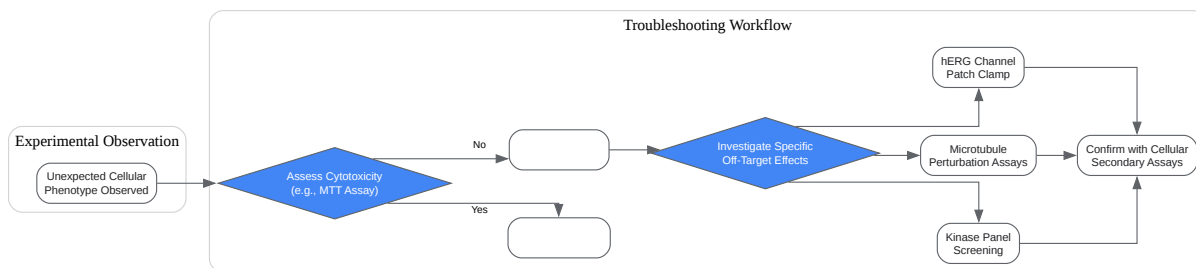 Troubleshooting Workflow
Experimental Observation
Unexpected Cellular
Phenotype Observed
Assess Cytotoxicity
(e.g., MTT Assay)
No
Yes
Investigate Specific
Off-Target Effects
hERG Channel
Patch Clamp
Microtubule
Perturbation Assays
Kinase Panel
Screening
Confirm with Cellular
Secondary Assays